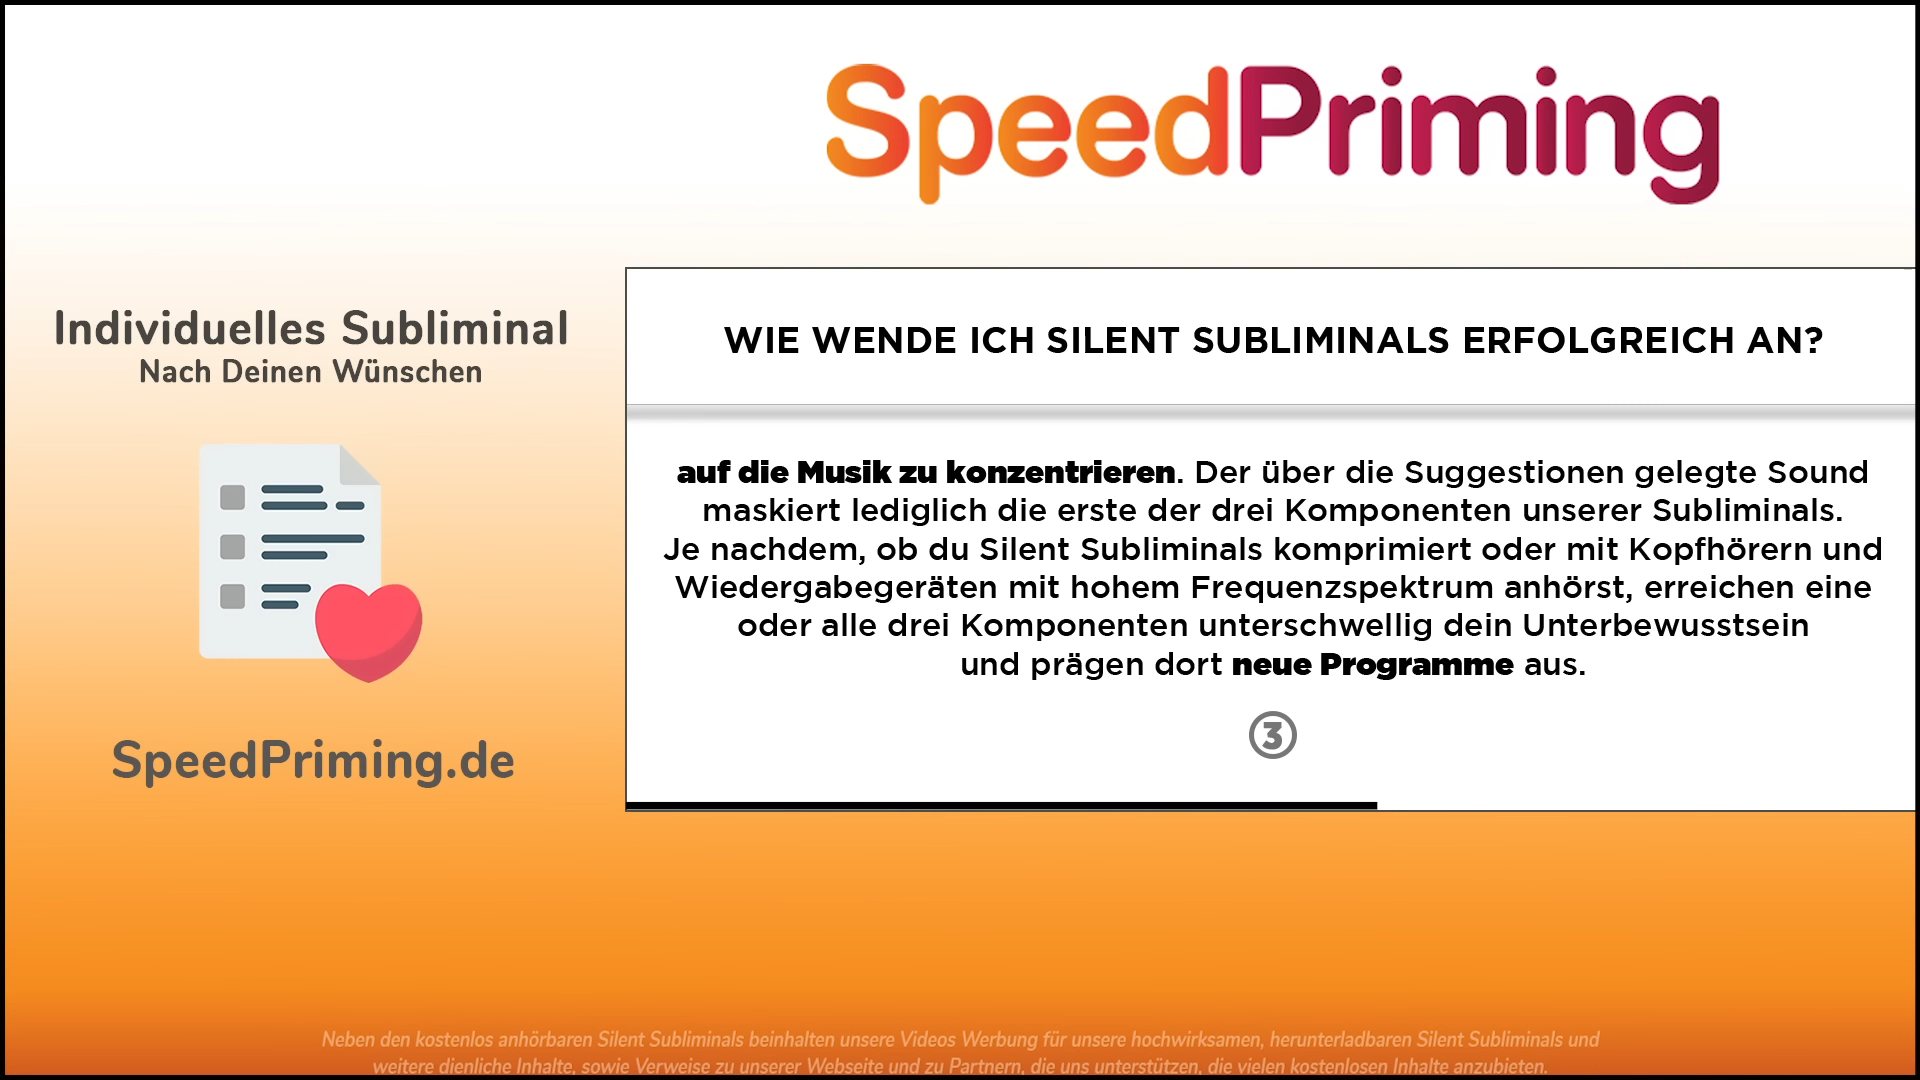 SpeedPriming
Individuelles Subliminal
Nach Deinen Wünschen
SpeedPriming.de
WIE WENDE ICH SILENT SUBLIMINALS ERFOLGREICH AN?
auf die Musik zu konzentrieren. Der über die Suggestionen gelegte Sound
maskiert lediglich die erste der drei Komponenten unserer Subliminals.
Je nachdem, ob du Silent Subliminals komprimiert oder mit Kopfhörern und
Wiedergabegeräten mit hohem Frequenzspektrum anhörst, erreichen eine
oder alle drei Komponenten unterschwellig dein Unterbewusstsein
und prägen dort neue Programme aus.
3
Neben den kostenlos anhörbaren Silent Subliminals beinhalten unsere Videos Werbung für unsere hochwirksamen, herunterladbaren Silent Subliminals und
weitere dienliche Inhalte, sowie Verweise zu unserer Webseite und zu Partnern, die uns unterstützen, die vielen kostenlosen Inhalte anzubieten.